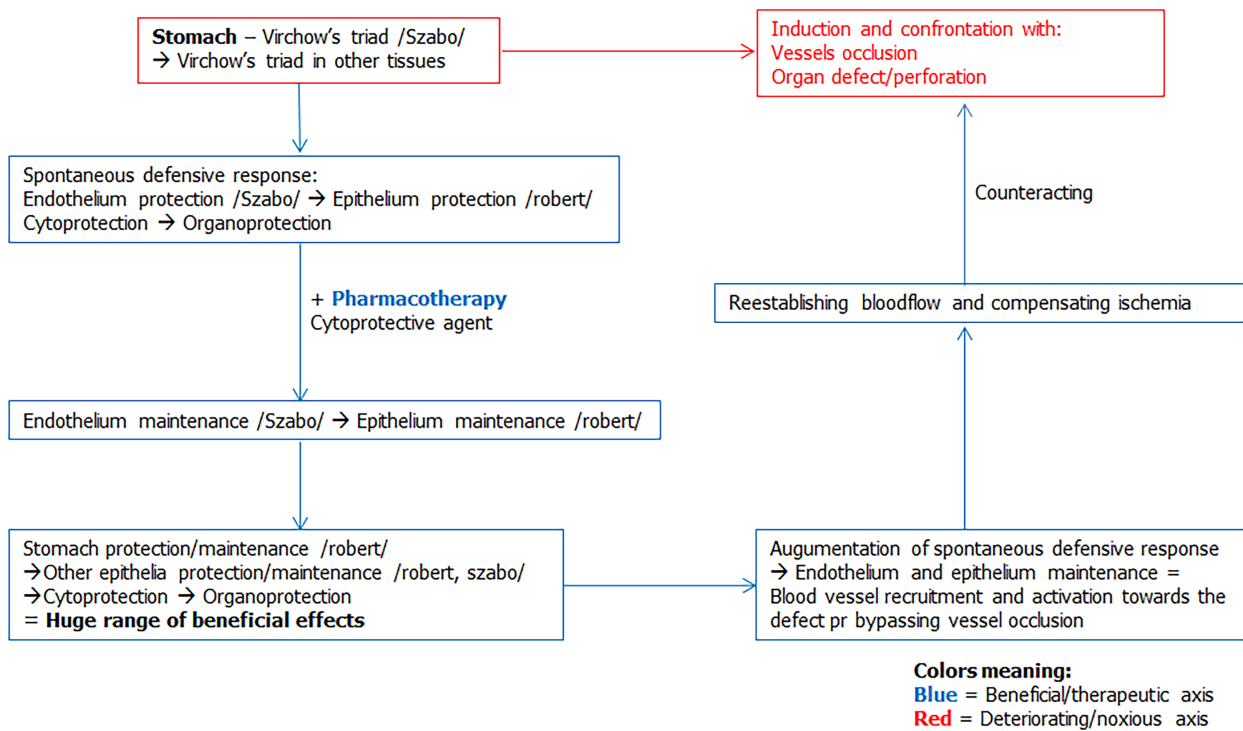 Stomach – Virchow's triad /Szabo/
→ Virchow's triad in other tissues
Induction and confrontation with:
Vessels occlusion
Organ defect/perforation
Spontaneous defensive response:
Endothelium protection /Szabo/ → Epithelium protection /robert/
Cytoprotection → Organoprotection
Counteracting
+ Pharmacotherapy
Cytoprotective agent
Reestablishing bloodflow and compensating ischemia
Endothelium maintenance /Szabo/ → Epithelium maintenance /robert/
Stomach protection/maintenance /robert/
→Other epithelia protection/maintenance /robert, szabo/
→Cytoprotection → Organoprotection
= Huge range of beneficial effects
Augumentation of spontaneous defensive response
→ Endothelium and epithelium maintenance =
Blood vessel recruitment and activation towards the
defect pr bypassing vessel occlusion
Colors meaning:
Blue = Beneficial/therapeutic axis
Red = Deteriorating/noxious axis